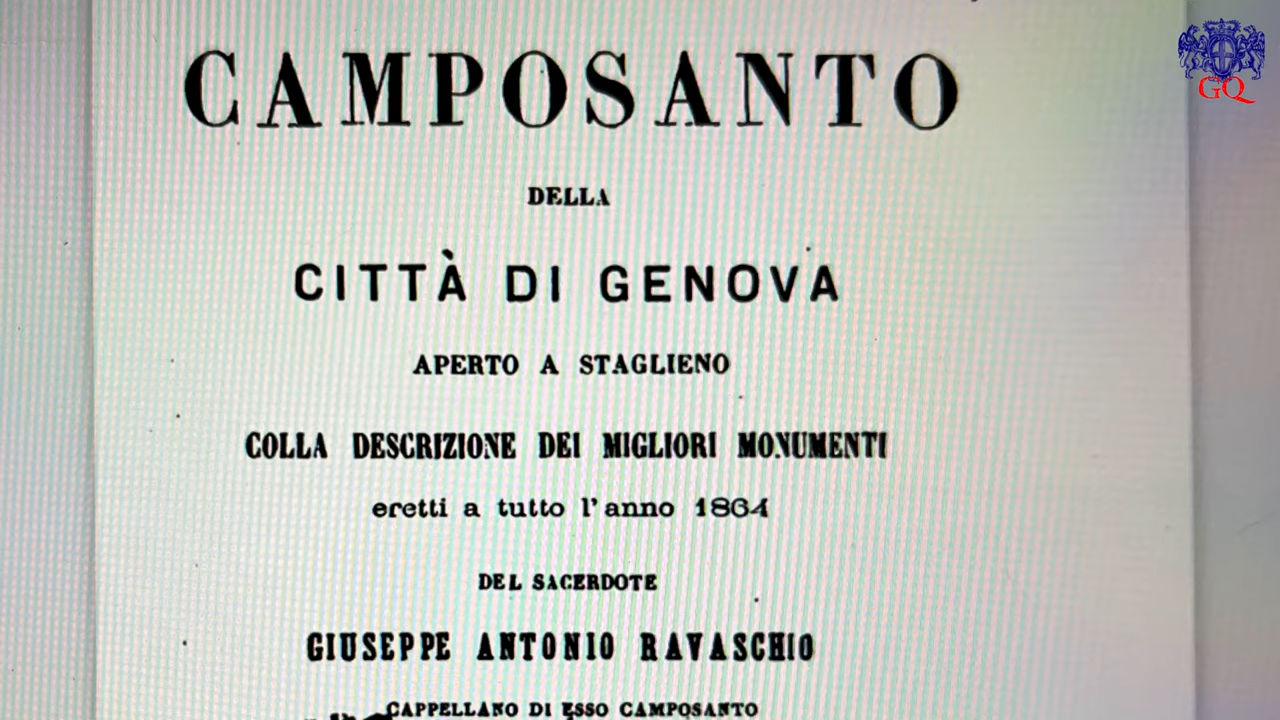 CAMPOSANTO
DELLA
CITTÀ DI GENOVA
APERTO A STAGLIENO
COLLA DESCRIZIONE DEI MIGLIORI MONUMENTI
eretti a tutto l'anno 1864
DEL SACERDOTE
GIUSEPPE ANTONIO RAVASCHIO
CAPPELLANO DI ESSO CAMPOSANTO
GQ